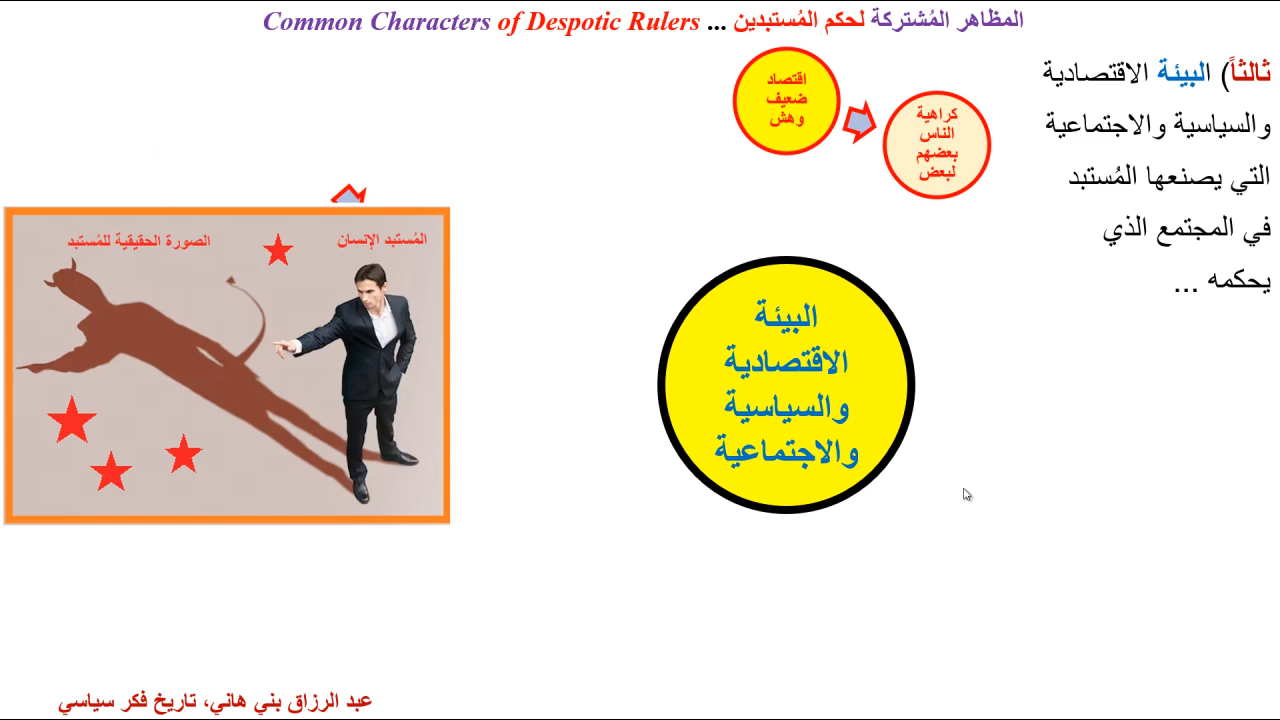 المظاهر المُشتركة لحكم المُستبدين ... Common Characters of Despotic Rulers
ثالثاً) البيئة الاقتصادية
والسياسية والاجتماعية
التي يصنعها المُستبد
في المجتمع الذي
يحكمه ...
اقتصاد
ضعيف
وهش
كراهية
الناس
بعضهم
لبعض
البيئة
الاقتصادية
والسياسية
والاجتماعية
المُستبد الإنسان
الصورة الحقيقية للمُستبد
عبد الرزاق بني هاني، تاريخ فكر سياسي